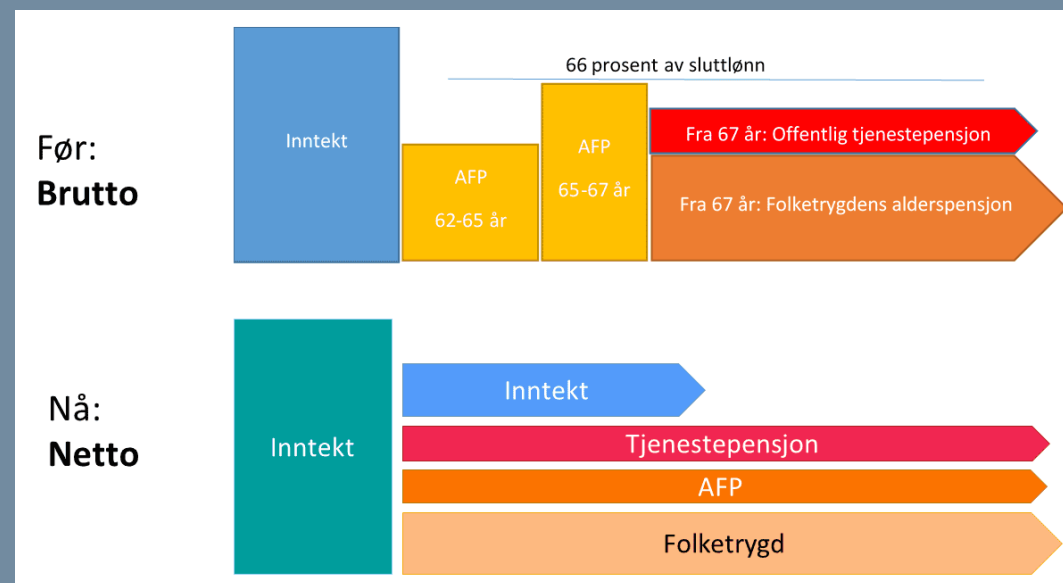 66 prosent av sluttlønn
Før:
Brutto
Inntekt
AFP
62-65 år
AFP
65-67 år
Fra 67 år: Offentlig tjenestepensjon
Fra 67 år: Folketrygdens alderspensjon
Nå:
Netto
Inntekt
Inntekt
Tjenestepensjon
AFP
Folketrygd